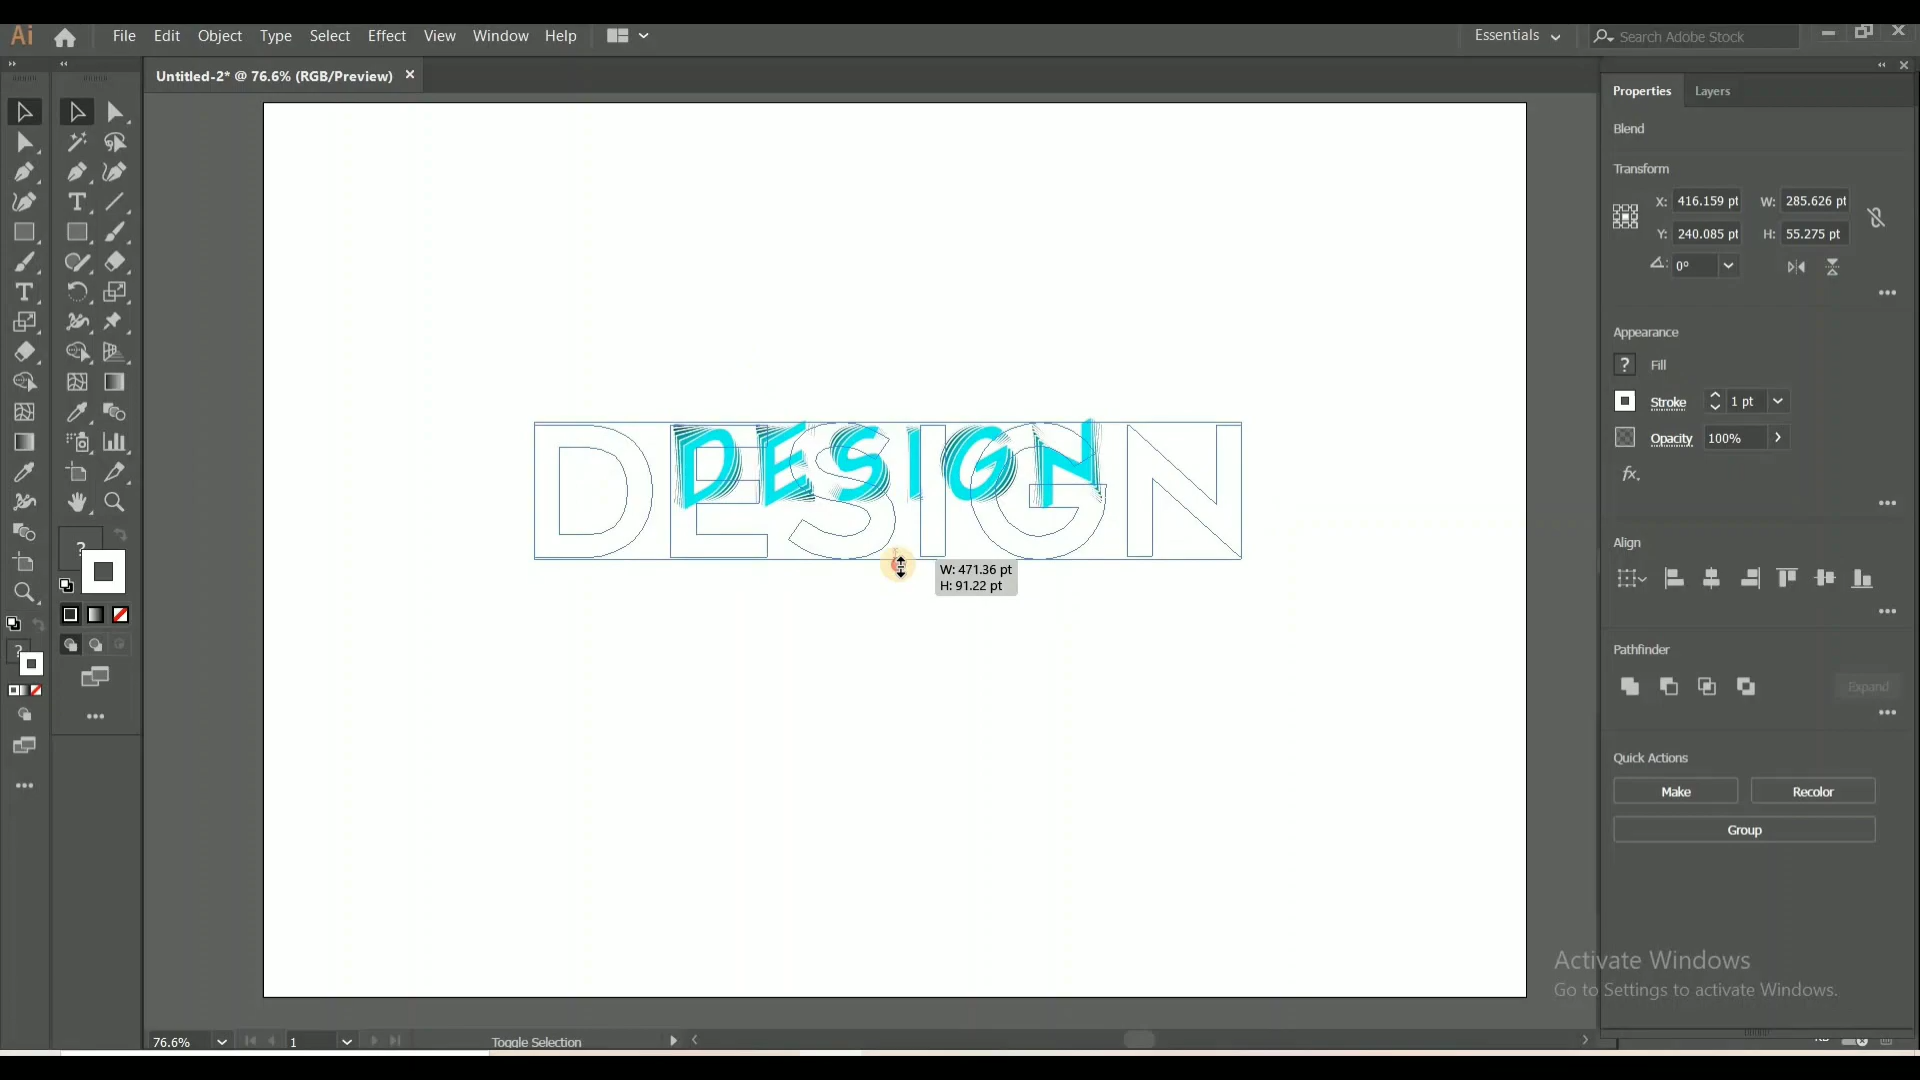 Ai File Edit Object Type Select Effect View Window Help Essentials Search Adobe Stock
Untitled-2* @ 76.6% (RGB/Preview) ×
Properties Layers
Blend
Transform
X: 416.159 pt W: 285.626 pt
Y: 240.085 pt H: 55.275 pt
0°
Appearance
? Fill
Stroke 1 pt
Opacity 100%
fx.
DESIGN
DESIGN
W: 471.36 pt
H: 91.22 pt
Align
Pathfinder
Expand
Quick Actions
Make Recolor
Group
Activate Windows
Go to Settings to activate Windows.
76.6% 1 Toggle Selection